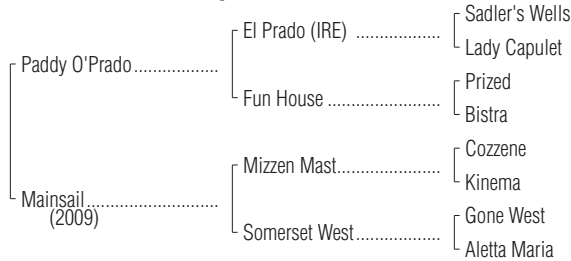 Sadler's Wells
El Prado (IRE) ..................
Lady Capulet
Paddy O'Prado..................
Prized
Fun House ......................
Bistra
Cozzene
Mizzen Mast.....................
Kinema
Mainsail............................
(2009)
Gone West
Somerset West.................
Aletta Maria